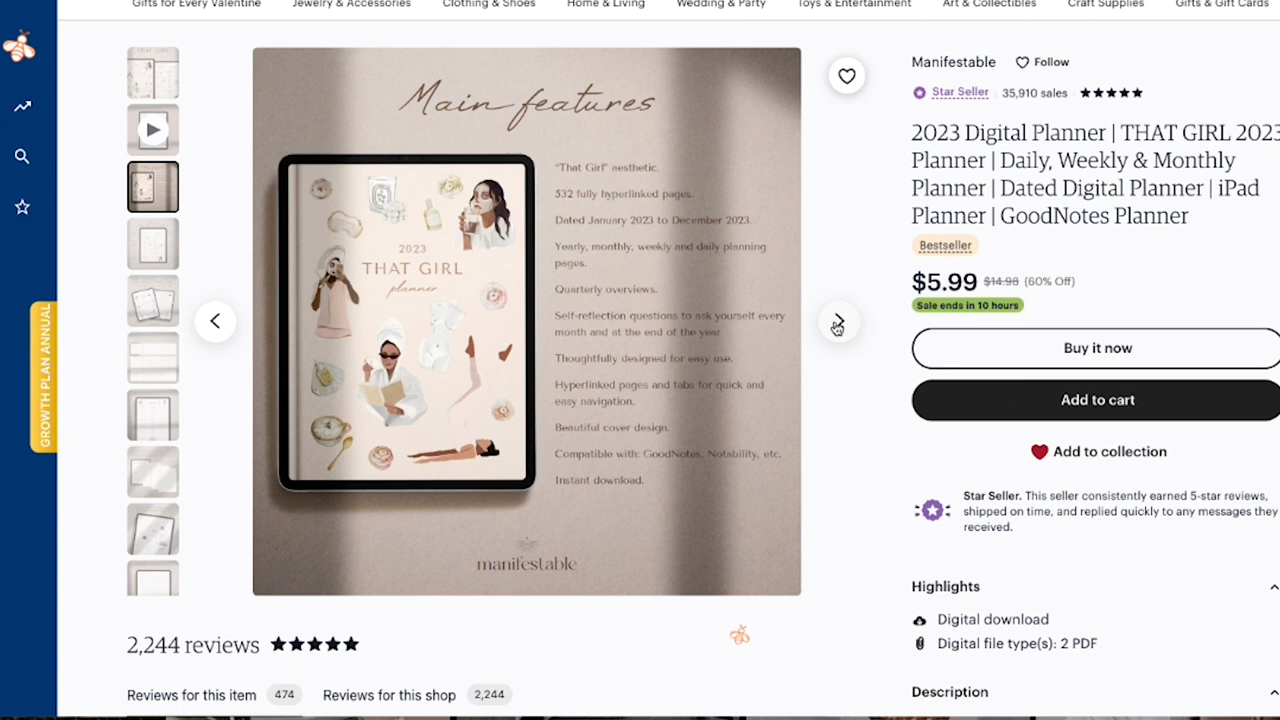 Gifts for Every Valentine
Jewelry & Accessories
Clothing & Shoes
Home & Living
Wedding & Party
Toys & Entertainment
Art & Collectibles
Craft Supplies
Gifts & Gift Cards
GROWTH PLAN ANNUAL
Main features
2023
THAT GIRL
planner
"That Girl" aesthetic.
532 fully hyperlinked pages.
Dated January 2023 to December 2023.
Yearly, monthly, weekly and daily planning
pages.
Quarterly overviews.
Self-reflection questions to ask yourself every
month and at the end of the year
Thoughtfully designed for easy use.
Hyperlinked pages and tabs for quick and
easy navigation.
Beautiful cover design.
Compatible with: GoodNotes, Notability, etc.
Instant download.
manifestable
2,244 reviews
Reviews for this item 474
Reviews for this shop 2,244
Manifestable Follow
Star Seller 35,910 sales
2023 Digital Planner | THAT GIRL 2023
Planner | Daily, Weekly & Monthly
Planner | Dated Digital Planner | iPad
Planner | GoodNotes Planner
Bestseller
$5.99 $14.98 (60% Off)
Sale ends in 10 hours
Buy it now
Add to cart
Add to collection
Star Seller. This seller consistently earned 5-star reviews,
shipped on time, and replied quickly to any messages they
received.
Highlights
Digital download
Digital file type(s): 2 PDF
Description